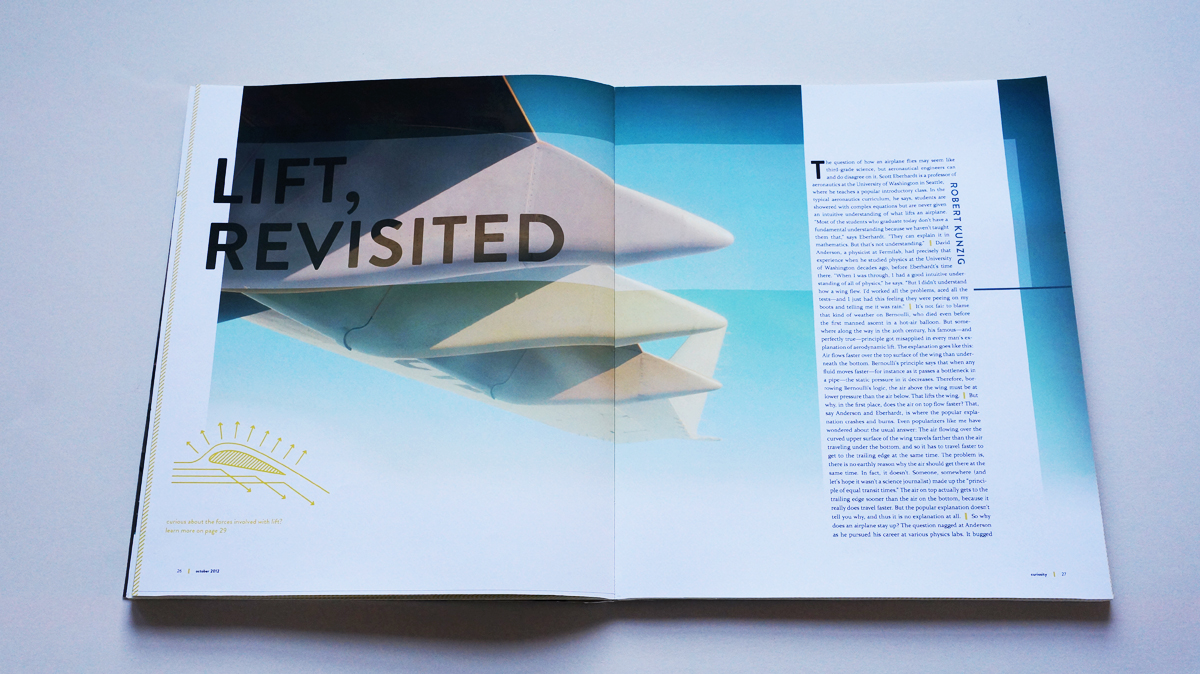 LIFT,
REVISITED
curious about the forces involved with lift?
learn more on page 29
26 | october 2012
The question of how an airplane flies may seem like
third-grade science, but aeronautical engineers can
and do disagree on it. Scott Eberhardt is a professor of
aeronautics at the University of Washington in Seattle,
where he teaches a popular introductory class. In the
typical aeronautics curriculum, he says, students are
showered with complex equations but are never given
an intuitive understanding of what lifts an airplane.
"Most of the students who graduate today don't have a
fundamental understanding because we haven't taught
them that," says Eberhardt. "They can explain it in
mathematics. But that's not understanding." | David
Anderson, a physicist at Fermilab, had precisely that
experience when he studied physics at the University
of Washington decades ago, before Eberhardt's time
there. "When I was through, I had a good intuitive under-
standing of all of physics," he says. "But I didn't understand
how a wing flew. I'd worked all the problems, aced all the
tests—and I just had this feeling they were peeing on my
boots and telling me it was rain." | It's not fair to blame
that kind of weather on Bernoulli, who died even before
the first manned ascent in a hot-air balloon. But some-
where along the way in the 20th century, his famous—and
perfectly true—principle got misapplied in every man's ex-
planation of aerodynamic lift. The explanation goes like this:
Air flows faster over the top surface of the wing than under-
neath the bottom. Bernoulli's principle says that when any
fluid moves faster—for instance as it passes a bottleneck in
a pipe—the static pressure in it decreases. Therefore, bor-
rowing Bernoulli's logic, the air above the wing must be at
lower pressure than the air below. That lifts the wing. | But
why, in the first place, does the air on top flow faster? That,
say Anderson and Eberhardt, is where the popular expla-
nation crashes and burns. Even popularizers like me have
wondered about the usual answer: The air flowing over the
curved upper surface of the wing travels farther than the air
traveling under the bottom, and so it has to travel faster to
get to the trailing edge at the same time. The problem is,
there is no earthly reason why the air should get there at the
same time. In fact, it doesn't. Someone, somewhere (and
let's hope it wasn't a science journalist) made up the "princi-
ple of equal transit times." The air on top actually gets to the
trailing edge sooner than the air on the bottom, because it
really does travel faster. But the popular explanation doesn't
tell you why, and thus it is no explanation at all. | So why
does an airplane stay up? The question nagged at Anderson
as he pursued his career at various physics labs. It bugged
ROBERT KUNZIG
curiosity | 27